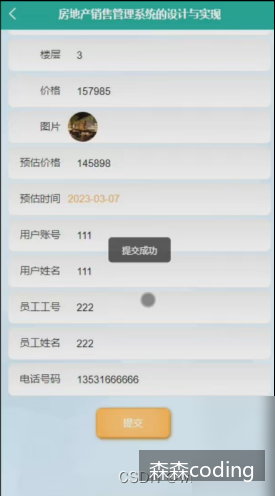 房地产销售管理系统的设计与实现
楼层 3
价格 157985
图片
预估价格 145898
预估时间 2023-03-07
用户账号 111
提交成功
用户姓名 111
员工工号 222
员工姓名 222
电话号码 13531666666
提交
森森coding